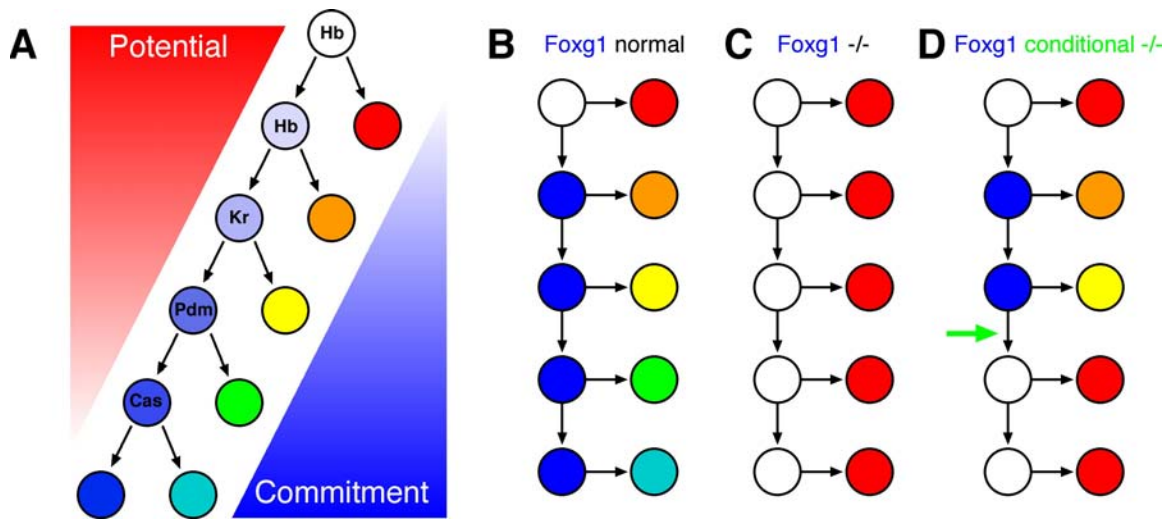 A
Potential
Hb
Hb
Kr
Pdm
Cas
Commitment
B
Foxg1 normal
C
Foxg1 -/-
D
Foxg1 conditional -/-